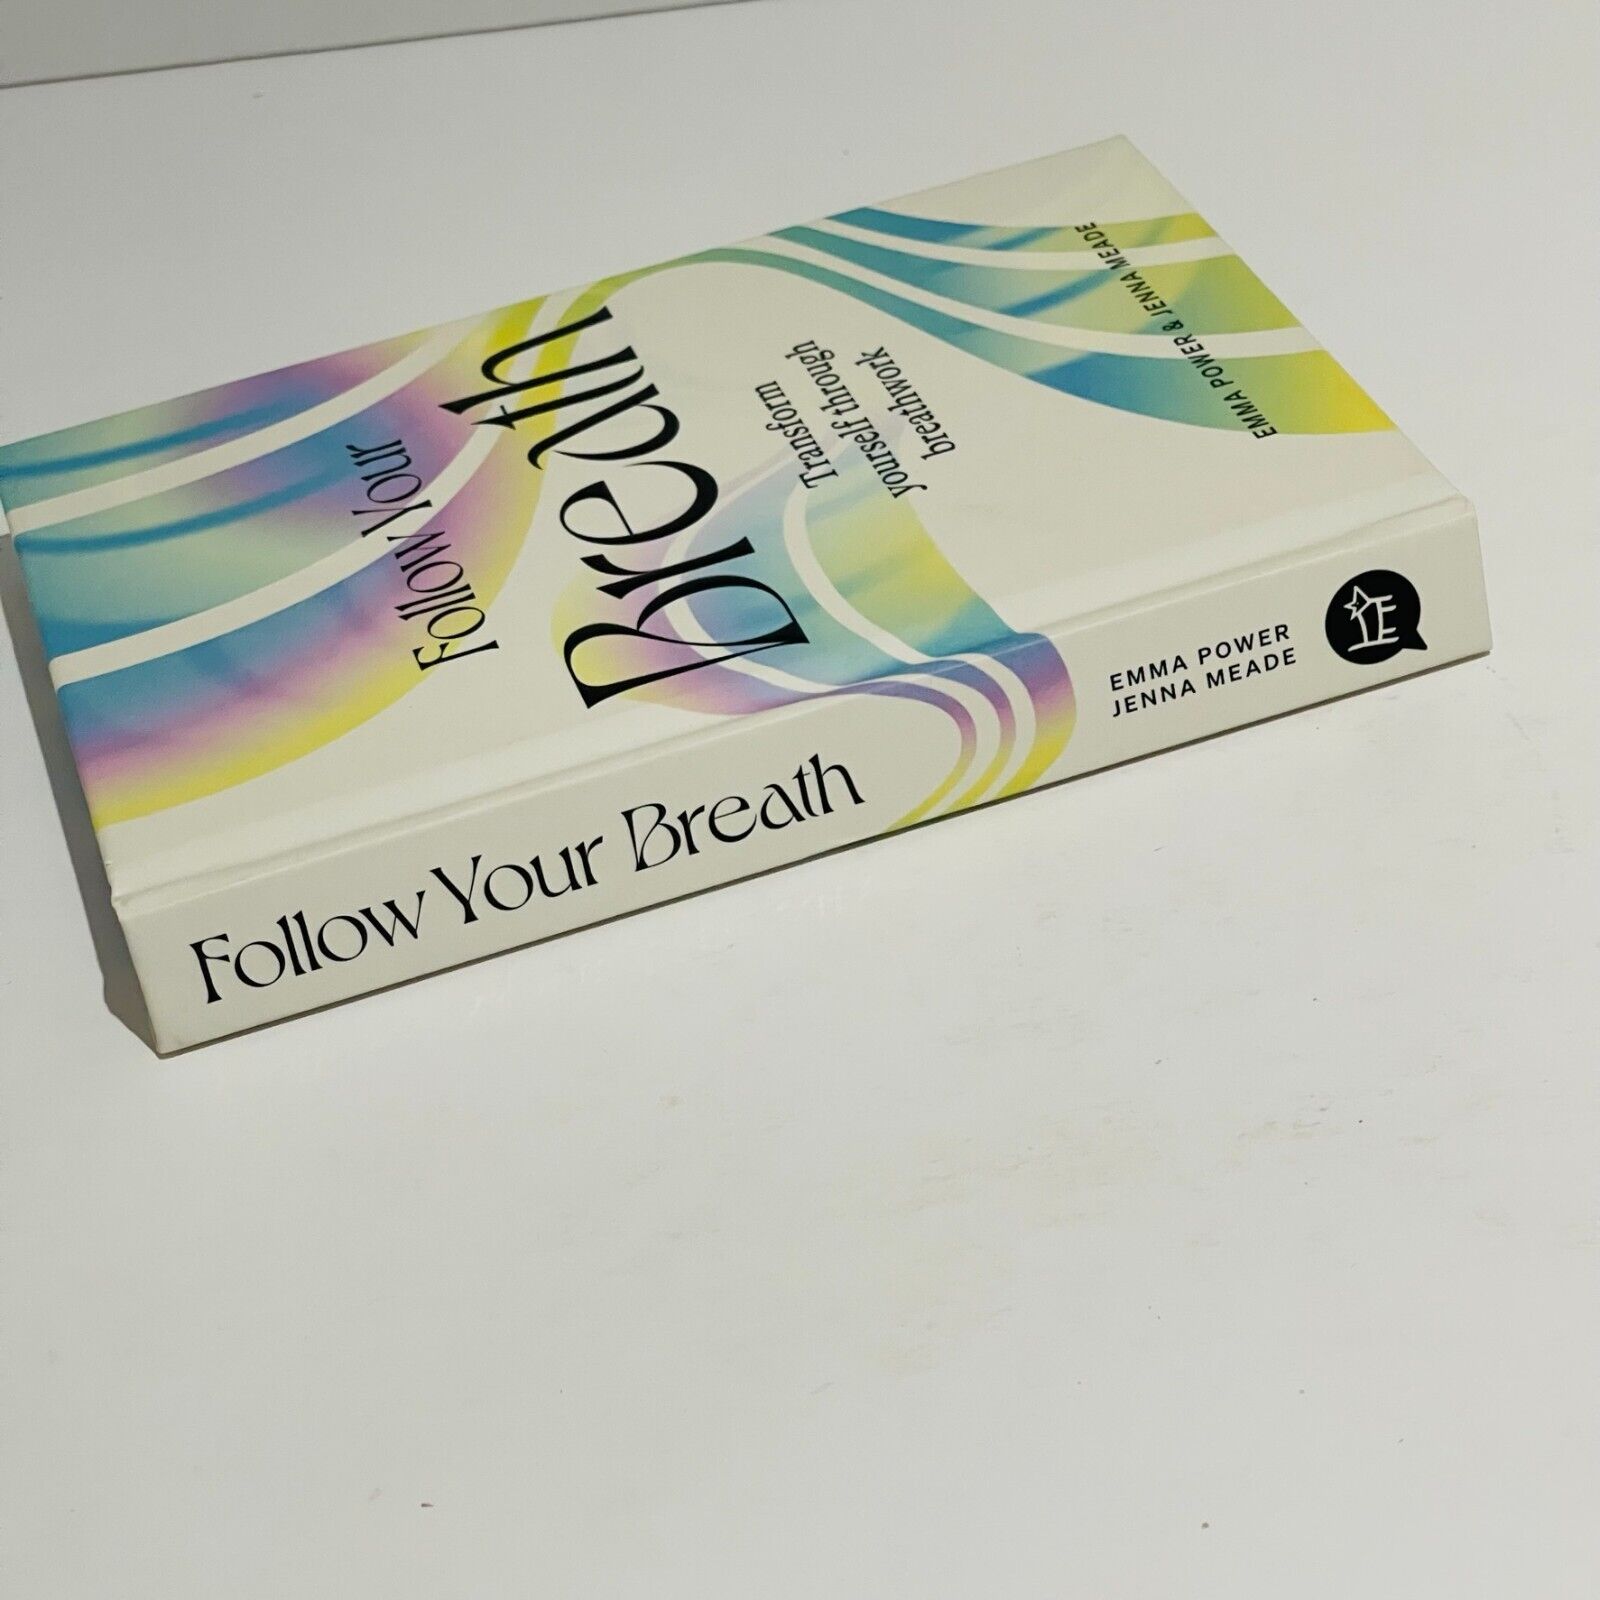 Follow Your
Breath
Transform
yourself through
breathwork
EMMA POWER & JENNA MEADE
Follow Your Breath
EMMA POWER
JENNA MEADE